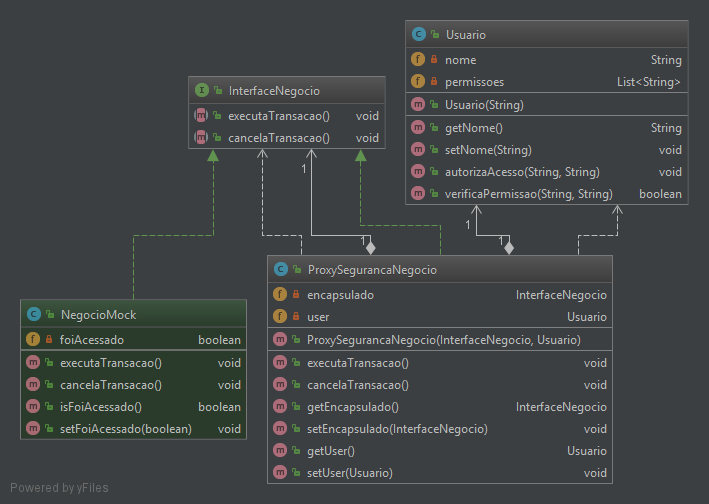 C Usuario
f nome String
f permissoes List<String>
m Usuario(String)
m getNome() String
m setNome(String) void
m autorizaAcesso(String, String) void
m verificaPermissao(String, String) boolean
I InterfaceNegocio
m executaTransacao() void
m cancelaTransacao() void
1
1
1
1
C ProxySegurancaNegocio
f encapsulado InterfaceNegocio
f user Usuario
m ProxySegurancaNegocio(InterfaceNegocio, Usuario)
m executaTransacao() void
m cancelaTransacao() void
m getEncapsulado() InterfaceNegocio
m setEncapsulado(InterfaceNegocio) void
m getUser() Usuario
m setUser(Usuario) void
C NegocioMock
f foiAcessado boolean
m executaTransacao() void
m cancelaTransacao() void
m isFoiAcessado() boolean
m setFoiAcessado(boolean) void
Powered by yFiles